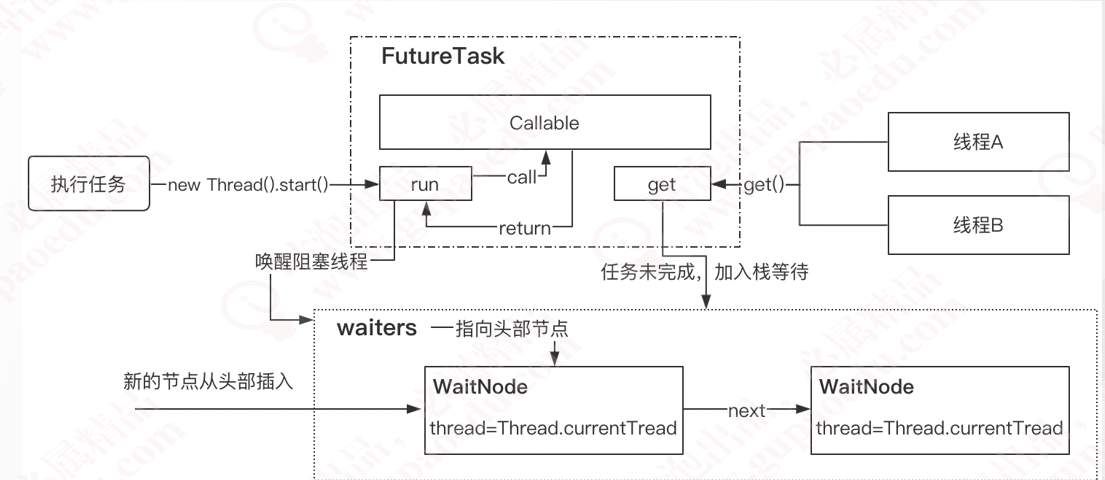 FutureTask
Callable
执行任务
new Thread().start()
run
call
get
get()
线程A
return
线程B
唤醒阻塞线程
任务未完成，加入栈等待
waiters
指向头部节点
新的节点从头部插入
WaitNode
thread=Thread.currentTread
next
WaitNode
thread=Thread.currentTread